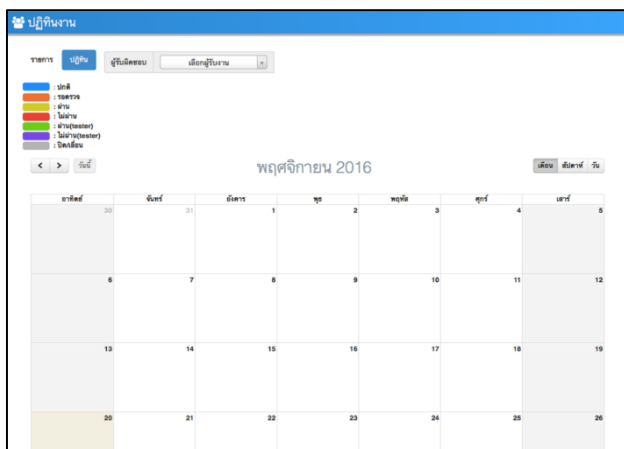 ปฏิทินงาน
รายการ ปฏิทิน ผู้รับผิดชอบ เลือกผู้รับงาน
: ปกติ
: รอตรวจ
: ผ่าน
: ไม่ผ่าน
: ผ่าน(tester)
: ไม่ผ่าน(tester)
: ปิด/เลื่อน
< > วันนี้ พฤศจิกายน 2016 เดือน สัปดาห์ วัน
อาทิตย์ จันทร์ อังคาร พุธ พฤหัส ศุกร์ เสาร์
30 31 1 2 3 4 5
6 7 8 9 10 11 12
13 14 15 16 17 18 19
20 21 22 23 24 25 26